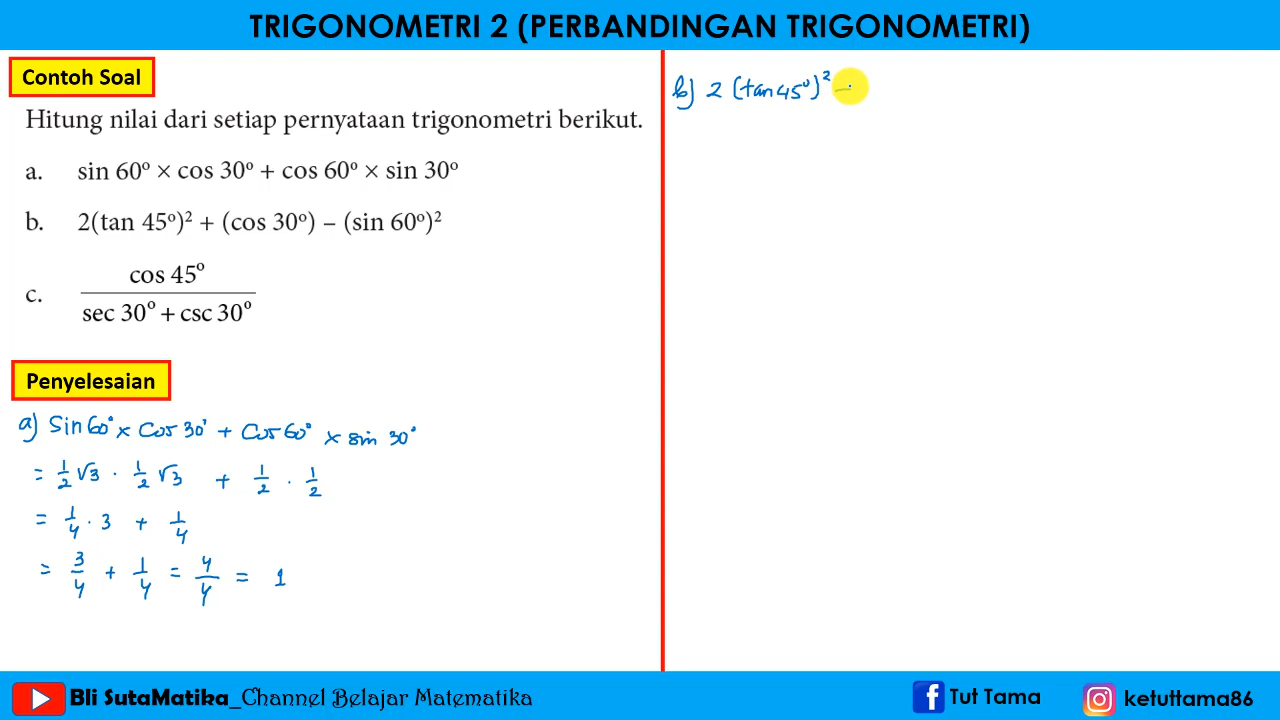 TRIGONOMETRI 2 (PERBANDINGAN TRIGONOMETRI)
Contoh Soal
Hitung nilai dari setiap pernyataan trigonometri berikut.
a. sin 60° × cos 30° + cos 60° × sin 30°
b. 2(tan 45°)² + (cos 30°) – (sin 60°)²
c. cos 45°
sec 30° + csc 30°
Penyelesaian
a) Sin 60° × Cos 30° + Cos 60° × sin 30°
= 1/2 √3 · 1/2 √3 + 1/2 · 1/2
= 1/4 · 3 + 1/4
= 3/4 + 1/4 = 4/4 = 1
b) 2 (tan 45°)²
Bli SutaMatika_Channel Belajar Matematika
Tut Tama
ketuttama86